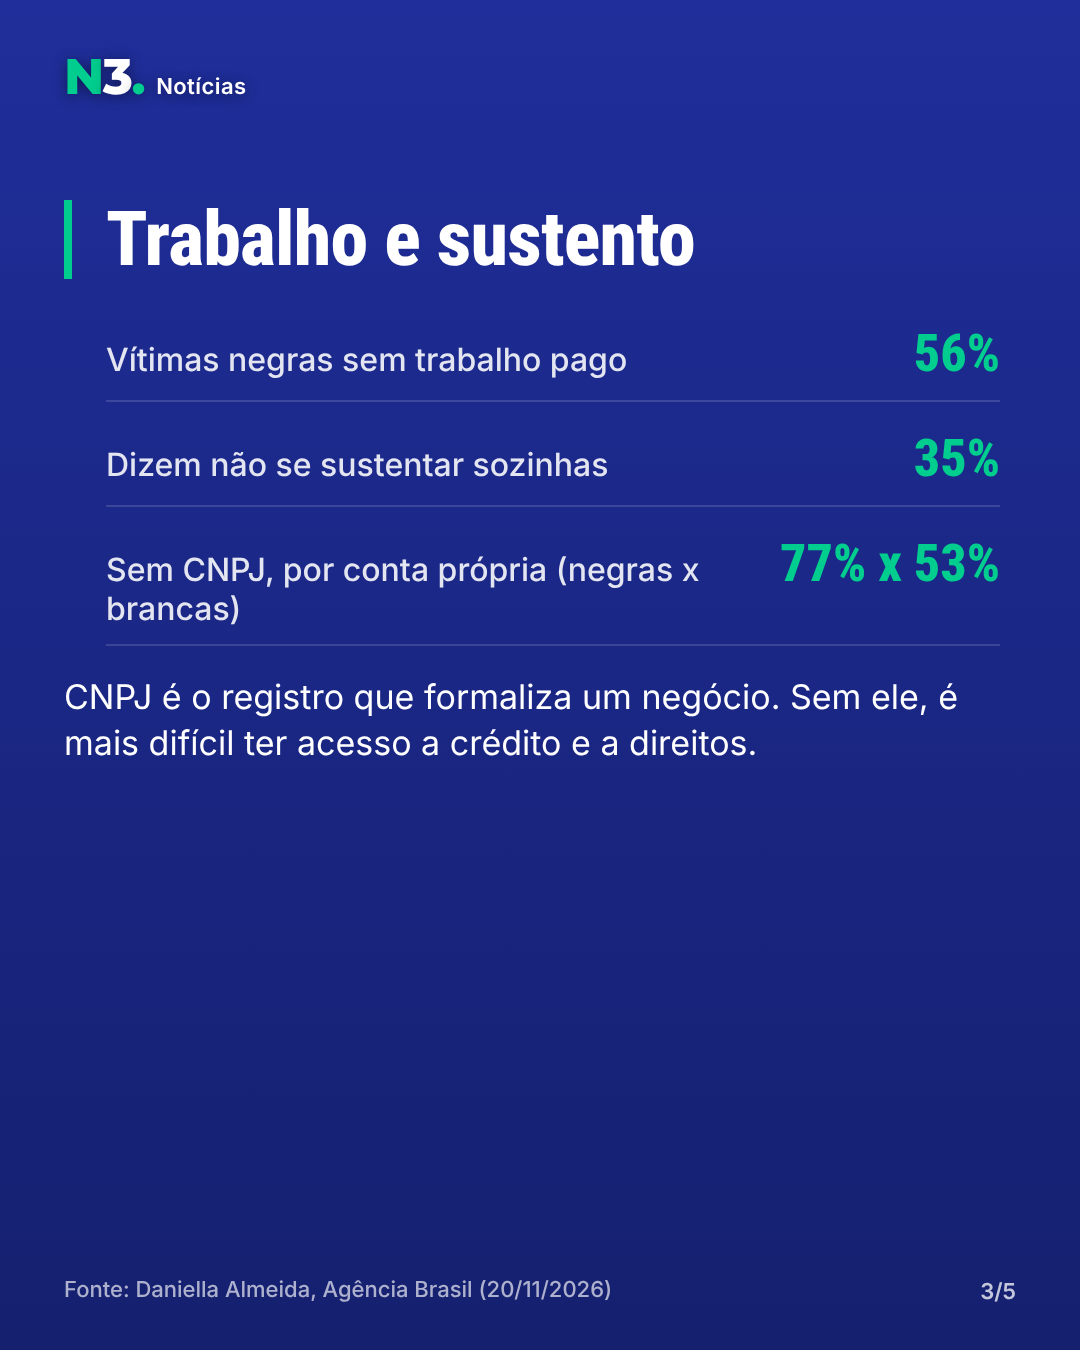 N3. Notícias
Trabalho e sustento
Vítimas negras sem trabalho pago 56%
Dizem não se sustentar sozinhas 35%
Sem CNPJ, por conta própria (negras x 77% x 53%
brancas)
CNPJ é o registro que formaliza um negócio. Sem ele, é
mais difícil ter acesso a crédito e a direitos.
Fonte: Daniella Almeida, Agência Brasil (20/11/2026) 3/5